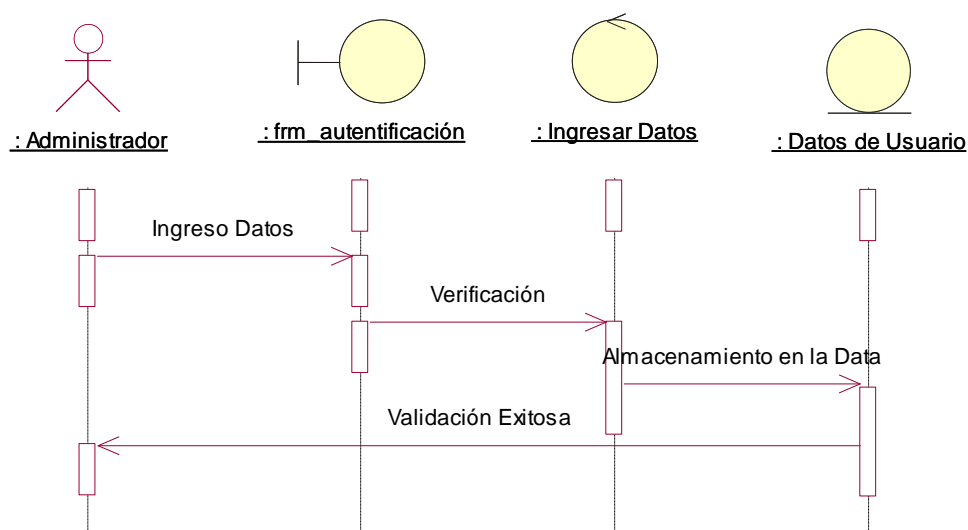 : Administrador
: frm_autentificación
: Ingresar Datos
: Datos de Usuario
Ingreso Datos
Verificación
Almacenamiento en la Data
Validación Exitosa